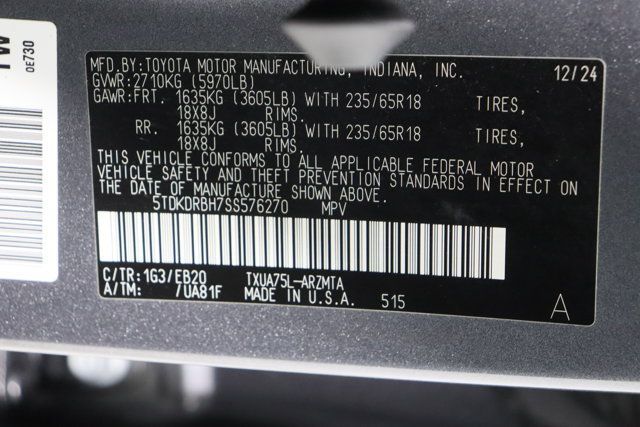 0E730
MFD.BY:TOYOTA MOTOR MANUFACTURING, INDIANA, INC. 12/24
GVWR:2710KG (5970LB)
GAWR:FRT. 1635KG (3605LB) WITH 235/65R18 TIRES,
18X8J RIMS.
RR. 1635KG (3605LB) WITH 235/65R18 TIRES,
18X8J RIMS.
THIS VEHICLE CONFORMS TO ALL APPLICABLE FEDERAL MOTOR
VEHICLE SAFETY AND THEFT PREVENTION STANDARDS IN EFFECT ON
THE DATE OF MANUFACTURE SHOWN ABOVE.
5TDKDRBH7SS576270 MPV
C/TR:1G3/EB20 TXUA75L-ARZMTA
A/TM: /UA81F MADE IN U.S.A. 515 A